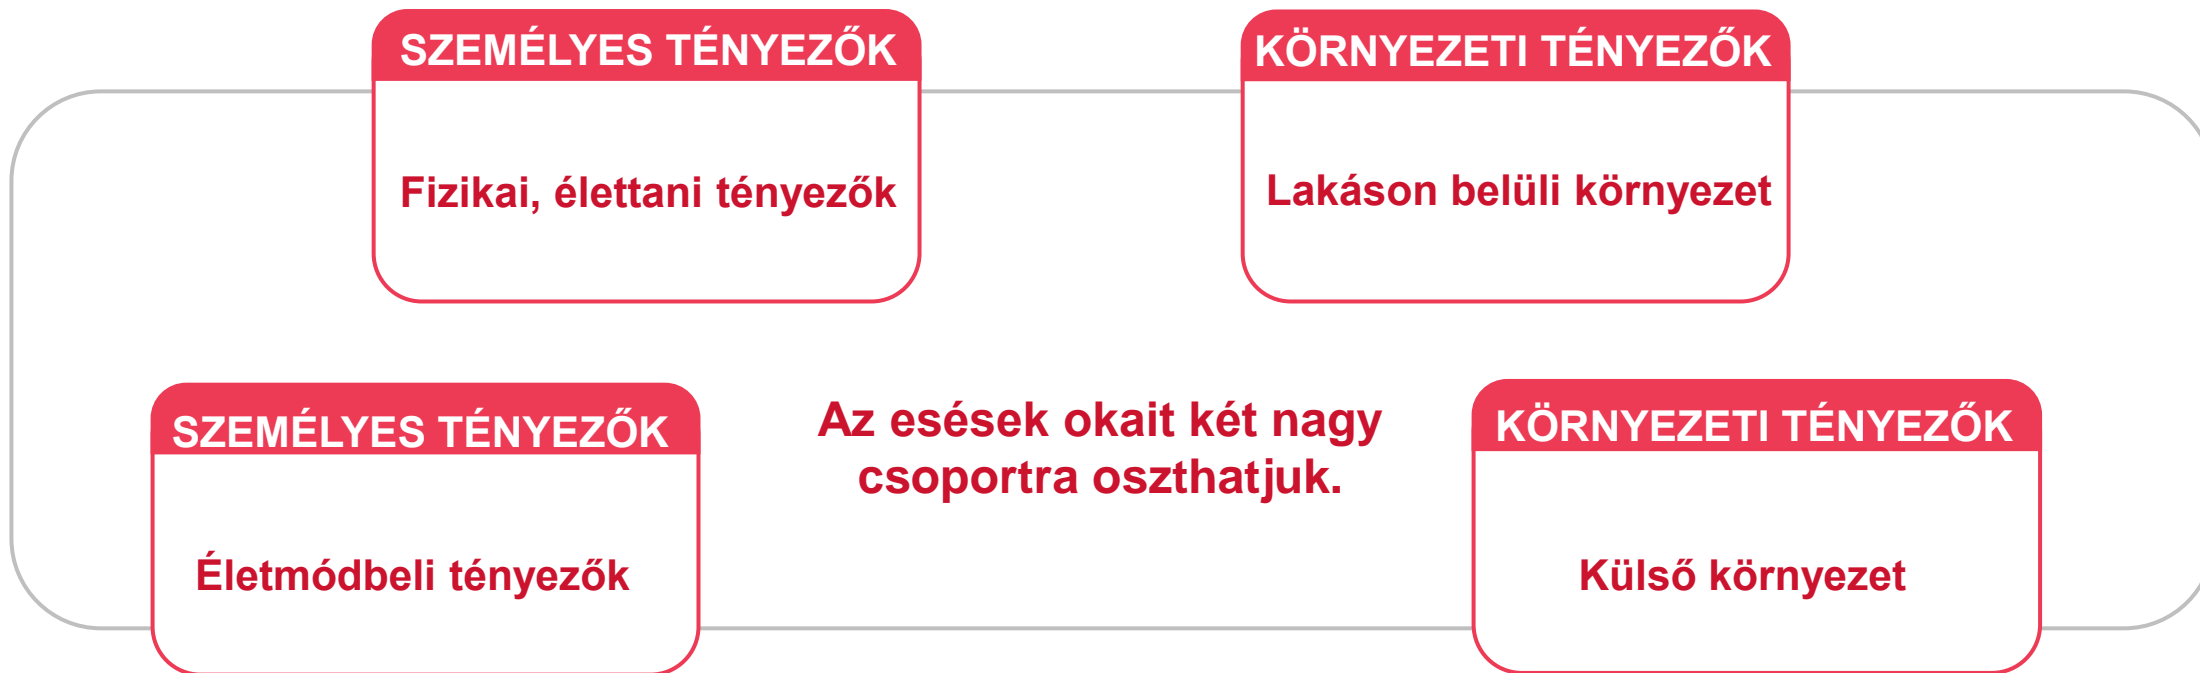 SZEMÉLYES TÉNYEZŐK
Fizikai, élettani tényezők
KÖRNYEZETI TÉNYEZŐK
Lakáson belüli környezet
SZEMÉLYES TÉNYEZŐK
Életmódbeli tényezők
Az esések okait két nagy
csoportra oszthatjuk.
KÖRNYEZETI TÉNYEZŐK
Külső környezet